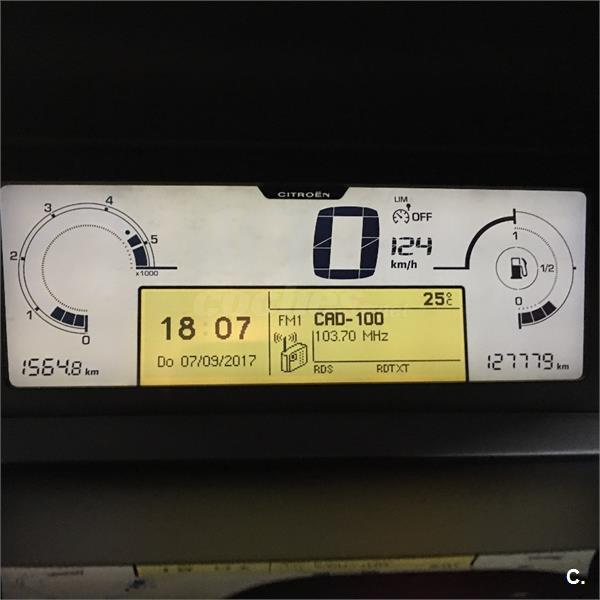 CITROËN
3
4
LIM
OFF
2
5
x1000
0
124
km/h
1
1/2
1
0
0
25°C
18:07
FM1 CAD-100
103.70 MHz
Do 07/09/2017
RDS RDTXT
1564.8 km
127779 km
C.